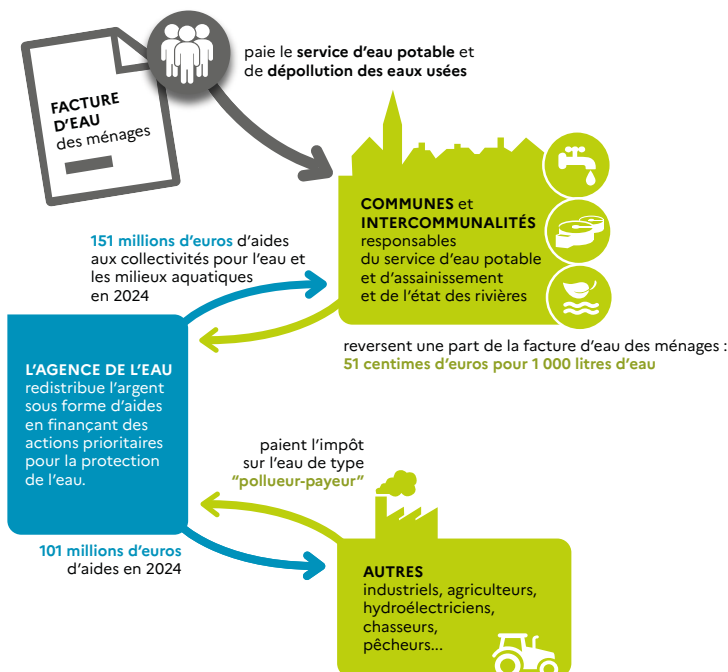 paie le service d'eau potable et
de dépollution des eaux usées
FACTURE
D'EAU
des ménages
COMMUNES et
INTERCOMMUNALITÉS
responsables
du service d'eau potable
et d'assainissement
et de l'état des rivières
151 millions d'euros d'aides
aux collectivités pour l'eau et
les milieux aquatiques
en 2024
reversent une part de la facture d'eau des ménages :
51 centimes d'euros pour 1 000 litres d'eau
L'AGENCE DE L'EAU
redistribue l'argent
sous forme d'aides
en finançant des
actions prioritaires
pour la protection
de l'eau.
paient l'impôt
sur l'eau de type
"pollueur-payeur"
101 millions d'euros
d'aides en 2024
AUTRES
industriels, agriculteurs,
hydroélectriciens,
chasseurs,
pêcheurs...